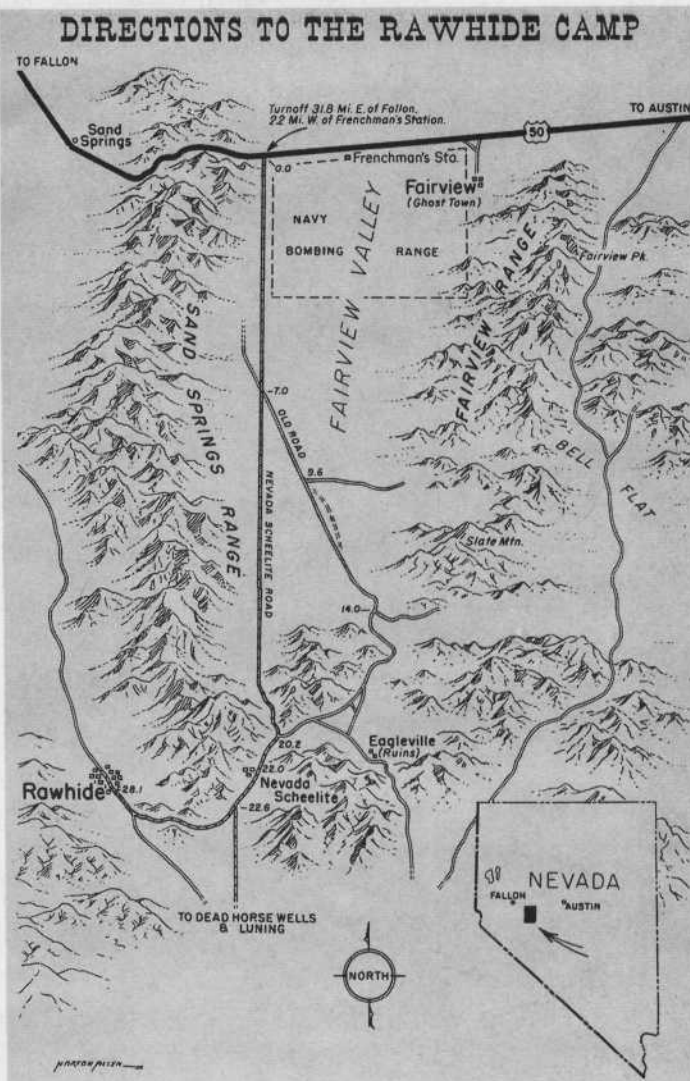 DIRECTIONS TO THE RAWHIDE CAMP
TO FALLON
Turnoff 31.8 Mi. E. of Fallon,
2.2 Mi. W. of Frenchman's Station.
TO AUSTIN
50
Sand
Springs
0.0
Frenchman's Sta.
Fairview
(Ghost Town)
NAVY
BOMBING RANGE
FAIRVIEW VALLEY
Fairview Pk.
FAIRVIEW RANGE
SAND SPRINGS RANGE
7.0
OLD ROAD
9.6
BELL FLAT
NEVADA SCHEELITE ROAD
Slate Mtn.
14.0
20.2
Eagleville
(Ruins)
22.0
Nevada
Scheelite
Rawhide
28.1
22.6
NEVADA
FALLON
AUSTIN
TO DEAD HORSE WELLS
& LUNING
NORTH
NORTON ALLEN